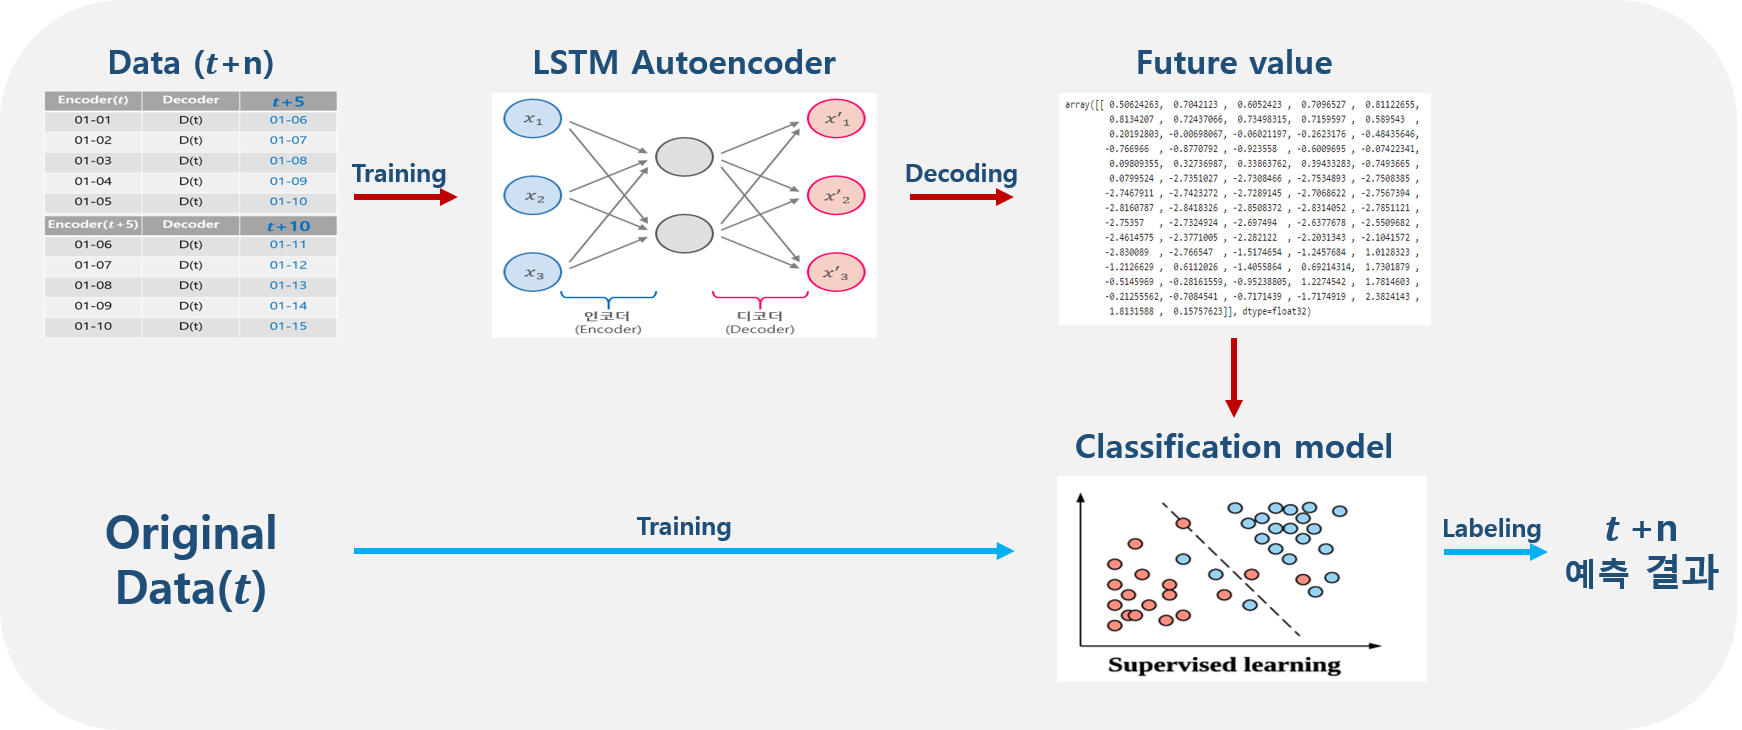 Data (t+n)
Encoder(t) Decoder t+5
01-01 D(t) 01-06
01-02 D(t) 01-07
01-03 D(t) 01-08
01-04 D(t) 01-09
01-05 D(t) 01-10
Encoder(t+5) Decoder t+10
01-06 D(t) 01-11
01-07 D(t) 01-12
01-08 D(t) 01-13
01-09 D(t) 01-14
01-10 D(t) 01-15
Training
LSTM Autoencoder
x1 x'1
x2 x'2
x3 x'3
인코더 디코더
(Encoder) (Decoder)
Decoding
Future value
array([[ 0.50624263, 0.7042123 , 0.6052423 , 0.7096527 , 0.81122655,
0.8134207 , 0.72437066, 0.73498315, 0.7159597 , 0.589543 ,
0.20192803, -0.00698067, -0.06021197, -0.2623176 , -0.48435646,
-0.766966 , -0.8770792 , -0.923558 , -0.6009695 , -0.07422341,
0.09809355, 0.32736987, 0.33863762, 0.39433283, -0.7493665 ,
0.0799524 , -2.7351027 , -2.7308466 , -2.7534893 , -2.7508385 ,
-2.7467911 , -2.7423272 , -2.7289145 , -2.7068622 , -2.7567394 ,
-2.8160787 , -2.8418326 , -2.8508372 , -2.8314052 , -2.7851121 ,
-2.75357 , -2.7324924 , -2.697494 , -2.6377678 , -2.5509682 ,
-2.4614575 , -2.3771005 , -2.282122 , -2.2031343 , -2.1041572 ,
-2.830089 , -2.766547 , -1.5174654 , -1.2457684 , 1.0128323 ,
-1.2126629 , 0.6112026 , -1.4055864 , 0.69214314, 1.7301879 ,
-0.5145969 , -0.28161559, -0.95238805, 1.2274542 , 1.7814603 ,
-0.21255562, -0.7084541 , -0.7171439 , -1.7174919 , 2.3824143 ,
1.8131588 , 0.15757623]], dtype=float32)
Classification model
Supervised learning
Original
Data(t)
Training
Labeling
t +n
예측 결과